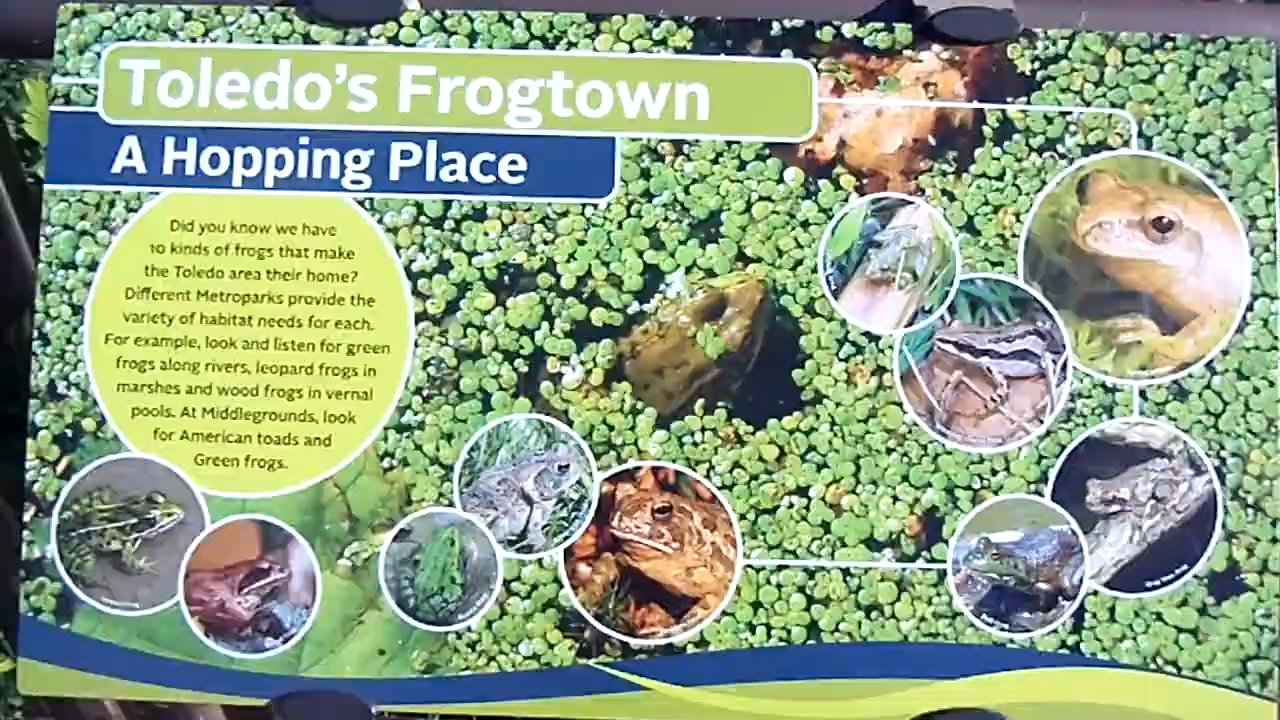 Toledo's Frogtown
A Hopping Place
Did you know we have
10 kinds of frogs that make
the Toledo area their home?
Different Metroparks provide the
variety of habitat needs for each.
For example, look and listen for green
frogs along rivers, leopard frogs in
marshes and wood frogs in vernal
pools. At Middlegrounds, look
for American toads and
Green frogs.